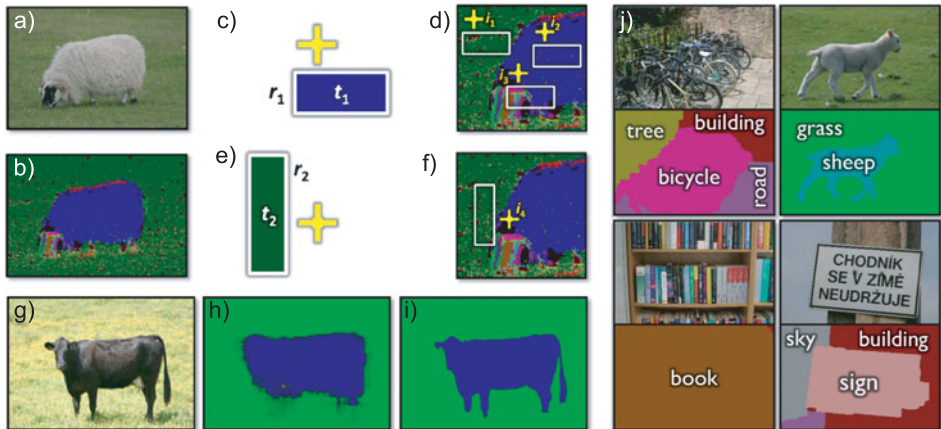 a)
b)
c)
r1
t1
d)
i1
i2
i3
e)
r2
t2
f)
i4
g)
h)
i)
j)
tree
building
bicycle
road
grass
sheep
book
CHODNÍK
SE V ZIMĚ
NEUDRŽUJE
sky
building
sign